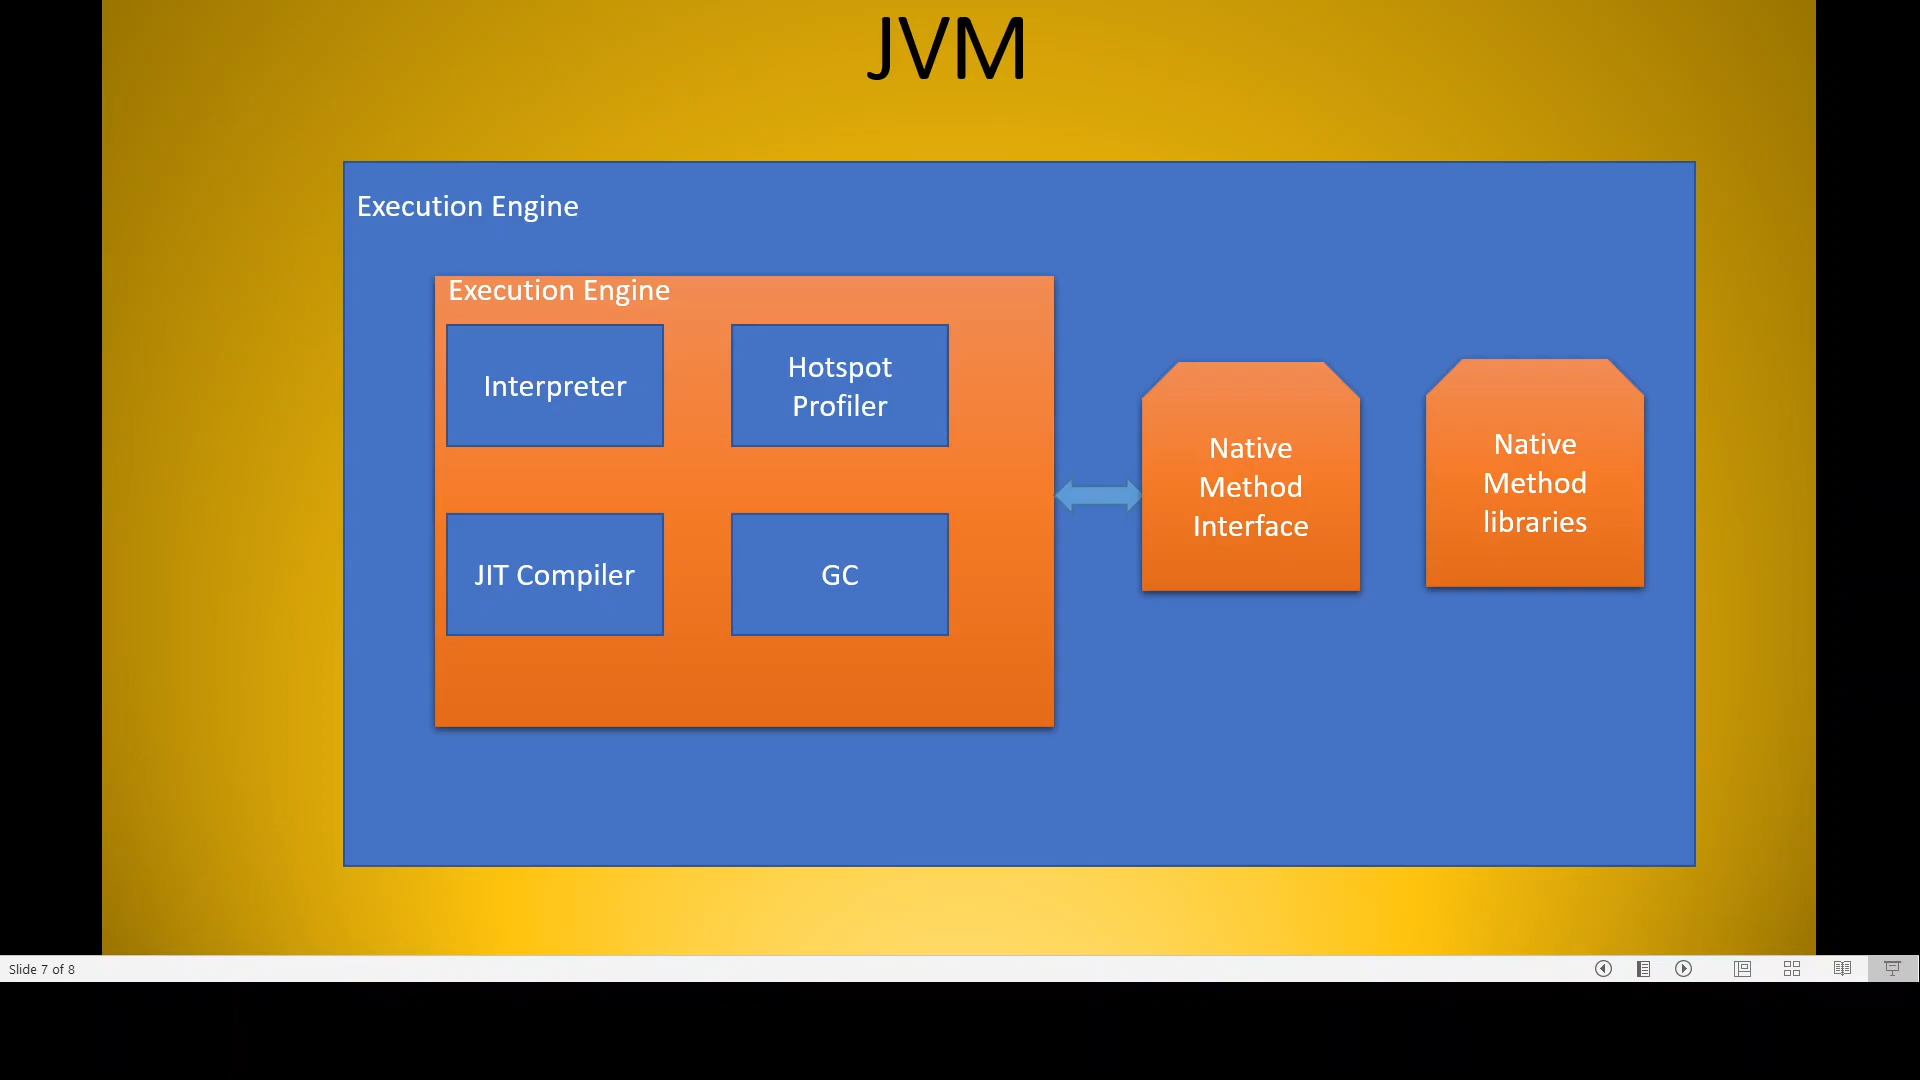 JVM
Execution Engine
Execution Engine
Interpreter
Hotspot
Profiler
JIT Compiler
GC
Native
Method
Interface
Native
Method
libraries
Slide 7 of 8